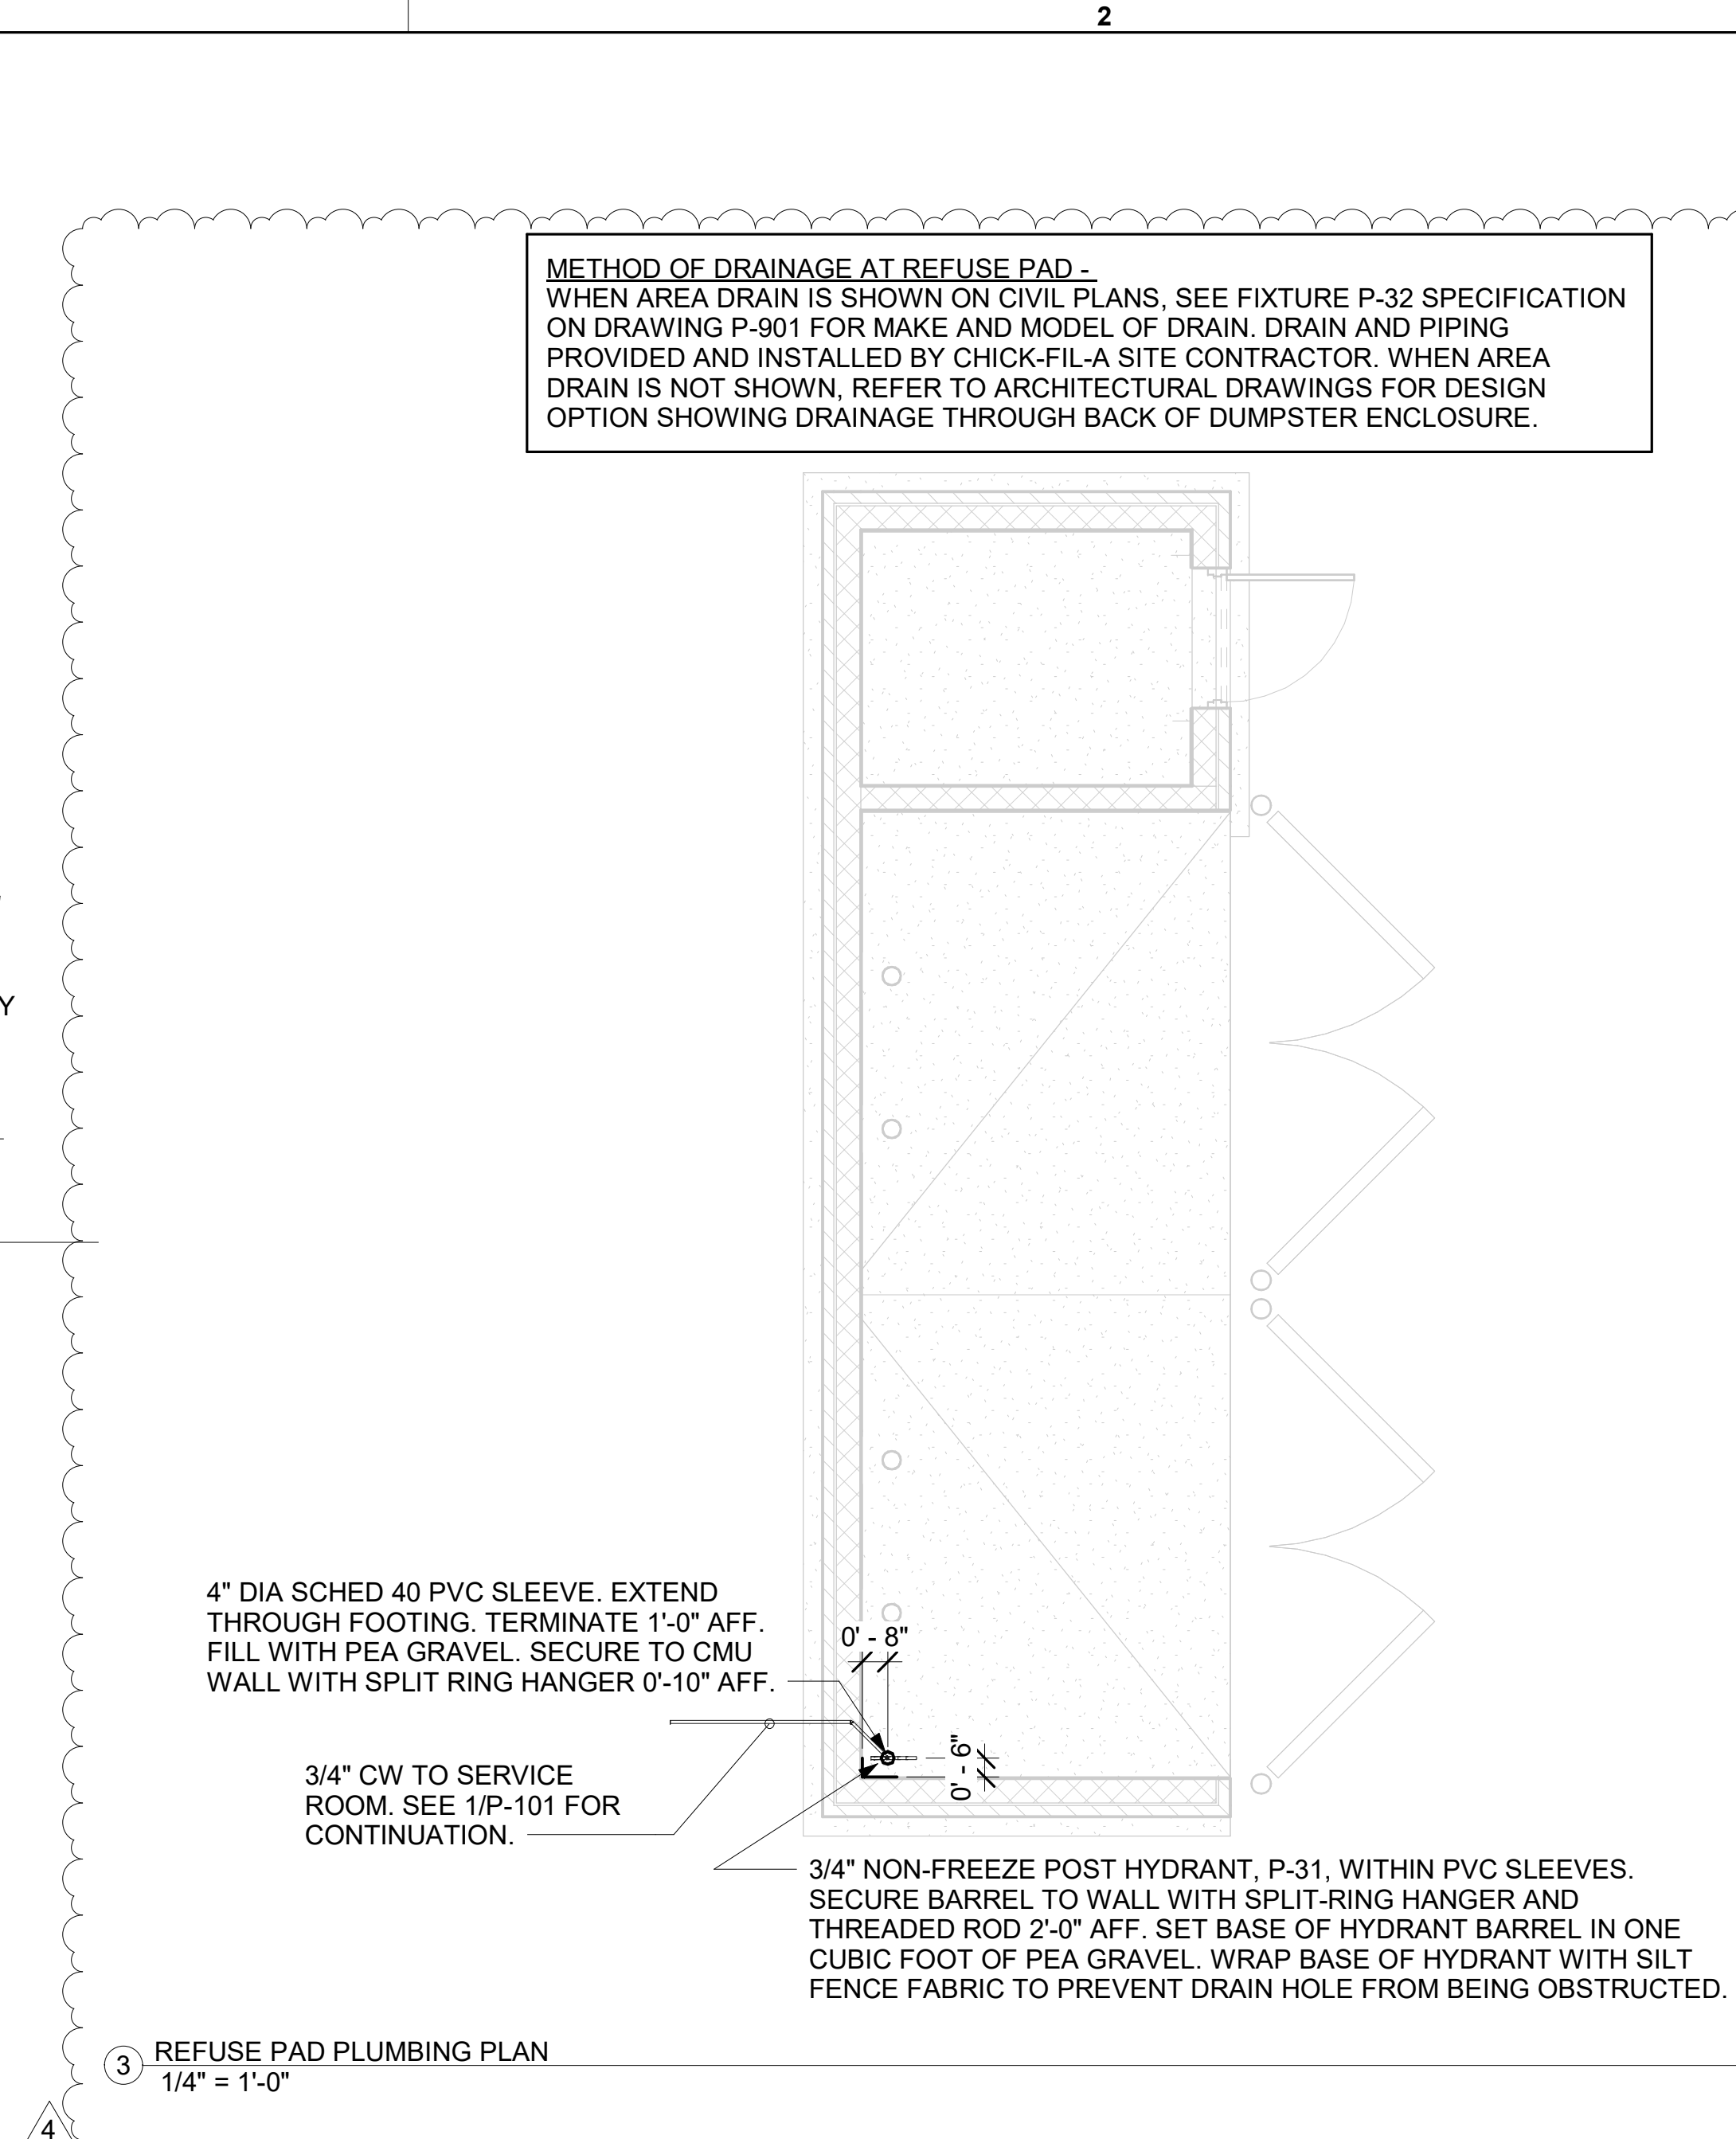 2
METHOD OF DRAINAGE AT REFUSE PAD -
WHEN AREA DRAIN IS SHOWN ON CIVIL PLANS, SEE FIXTURE P-32 SPECIFICATION
ON DRAWING P-901 FOR MAKE AND MODEL OF DRAIN. DRAIN AND PIPING
PROVIDED AND INSTALLED BY CHICK-FIL-A SITE CONTRACTOR. WHEN AREA
DRAIN IS NOT SHOWN, REFER TO ARCHITECTURAL DRAWINGS FOR DESIGN
OPTION SHOWING DRAINAGE THROUGH BACK OF DUMPSTER ENCLOSURE.
Y
4" DIA SCHED 40 PVC SLEEVE. EXTEND
THROUGH FOOTING. TERMINATE 1'-0" AFF.
FILL WITH PEA GRAVEL. SECURE TO CMU
WALL WITH SPLIT RING HANGER 0'-10" AFF.
0' - 8"
0' - 6"
3/4" CW TO SERVICE
ROOM. SEE 1/P-101 FOR
CONTINUATION.
3/4" NON-FREEZE POST HYDRANT, P-31, WITHIN PVC SLEEVES.
SECURE BARREL TO WALL WITH SPLIT-RING HANGER AND
THREADED ROD 2'-0" AFF. SET BASE OF HYDRANT BARREL IN ONE
CUBIC FOOT OF PEA GRAVEL. WRAP BASE OF HYDRANT WITH SILT
FENCE FABRIC TO PREVENT DRAIN HOLE FROM BEING OBSTRUCTED.
3 REFUSE PAD PLUMBING PLAN
1/4" = 1'-0"
4